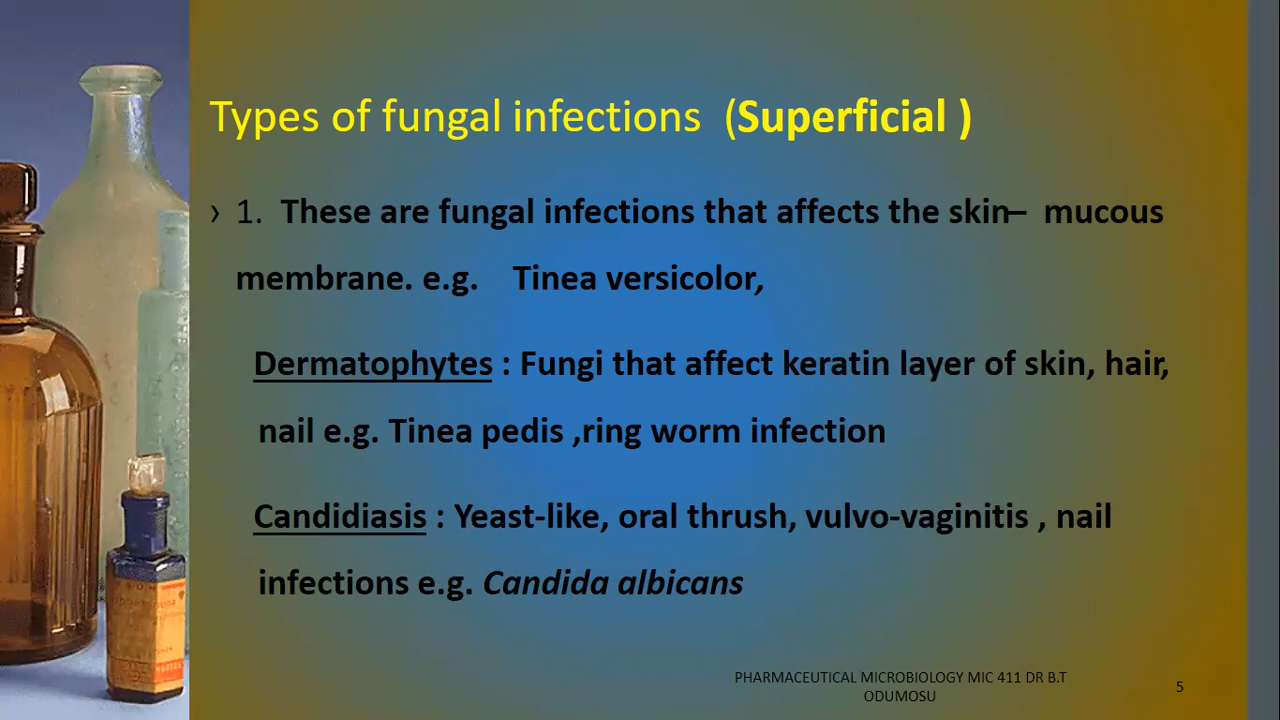 Types of fungal infections (Superficial )
› 1. These are fungal infections that affects the skin– mucous
membrane. e.g. Tinea versicolor,
Dermatophytes : Fungi that affect keratin layer of skin, hair,
nail e.g. Tinea pedis ,ring worm infection
Candidiasis : Yeast-like, oral thrush, vulvo-vaginitis , nail
infections e.g. Candida albicans
PHARMACEUTICAL MICROBIOLOGY MIC 411 DR B.T
ODUMOSU
5